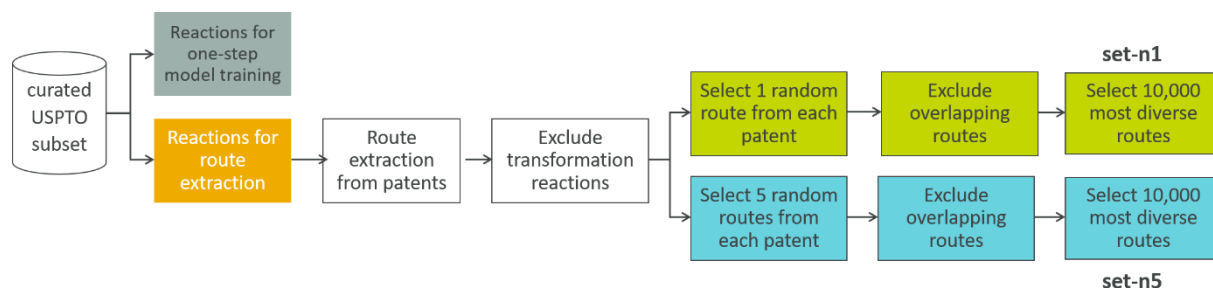 curated
USPTO
subset
Reactions for
one-step
model training
Reactions for
route
extraction
Route
extraction
from patents
Exclude
transformation
reactions
Select 1 random
route from each
patent
Exclude
overlapping
routes
set-n1
Select 10,000
most diverse
routes
Select 5 random
routes from
each patent
Exclude
overlapping
routes
Select 10,000
most diverse
routes
set-n5